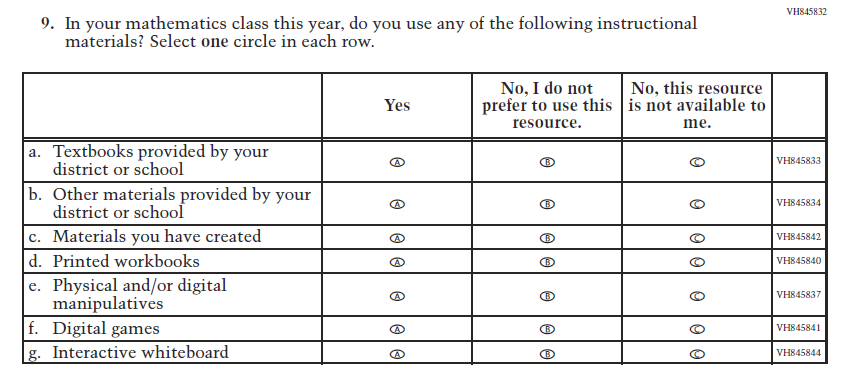 VH845832
9. In your mathematics class this year, do you use any of the following instructional
materials? Select one circle in each row.
Yes
No, I do not
prefer to use this
resource.
No, this resource
is not available to
me.
a. Textbooks provided by your
district or school
A B C VH845833
b. Other materials provided by your
district or school
A B C VH845834
c. Materials you have created A B C VH845842
d. Printed workbooks A B C VH845840
e. Physical and/or digital
manipulatives
A B C VH845837
f. Digital games A B C VH845841
g. Interactive whiteboard A B C VH845844